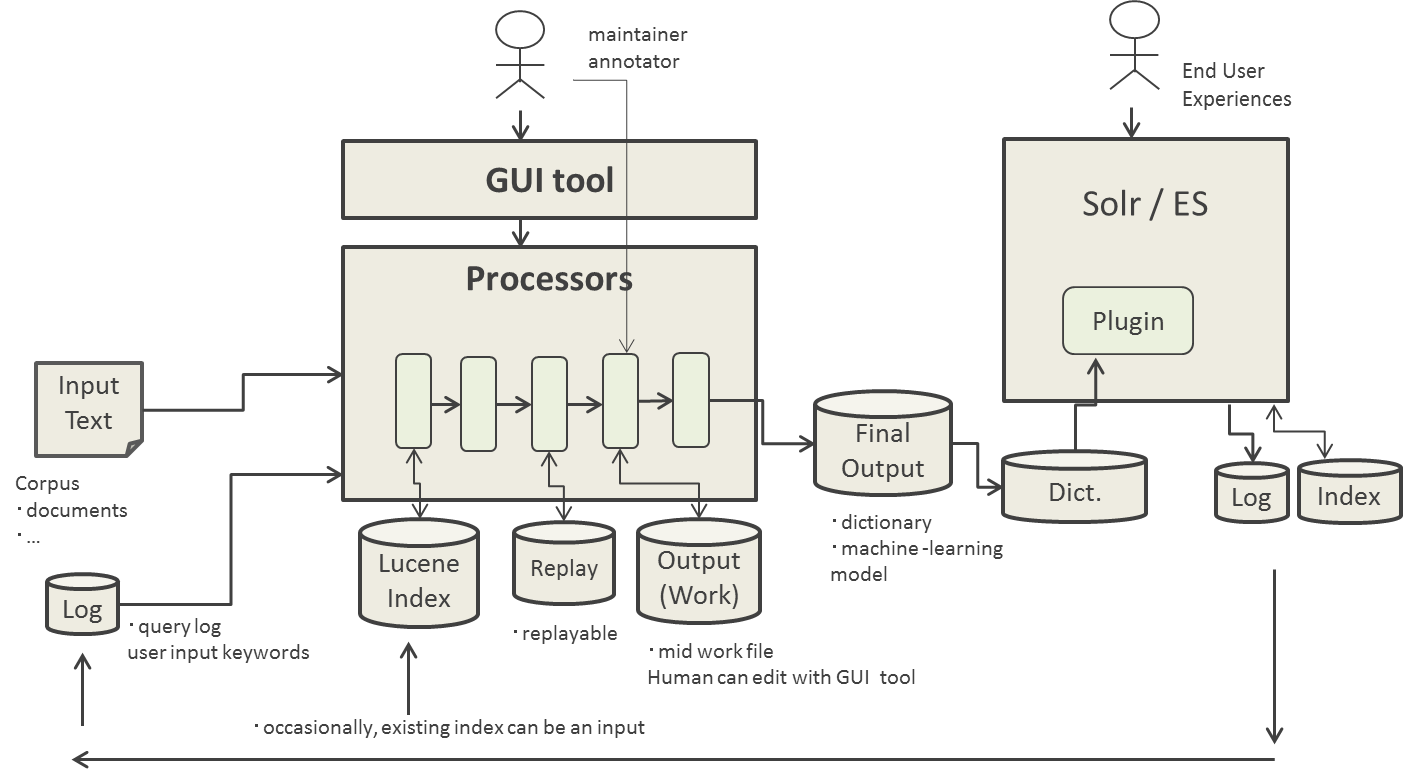 maintainer
annotator
End User
Experiences
GUI tool
Solr / ES
Processors
Plugin
Input
Text
Corpus
・documents
・...
Final
Output
Dict.
Log
Index
・dictionary
・machine-learning
model
Lucene
Index
Replay
Output
(Work)
Log
・query log
user input keywords
・replayable
・mid work file
Human can edit with GUI tool
・occasionally, existing index can be an input